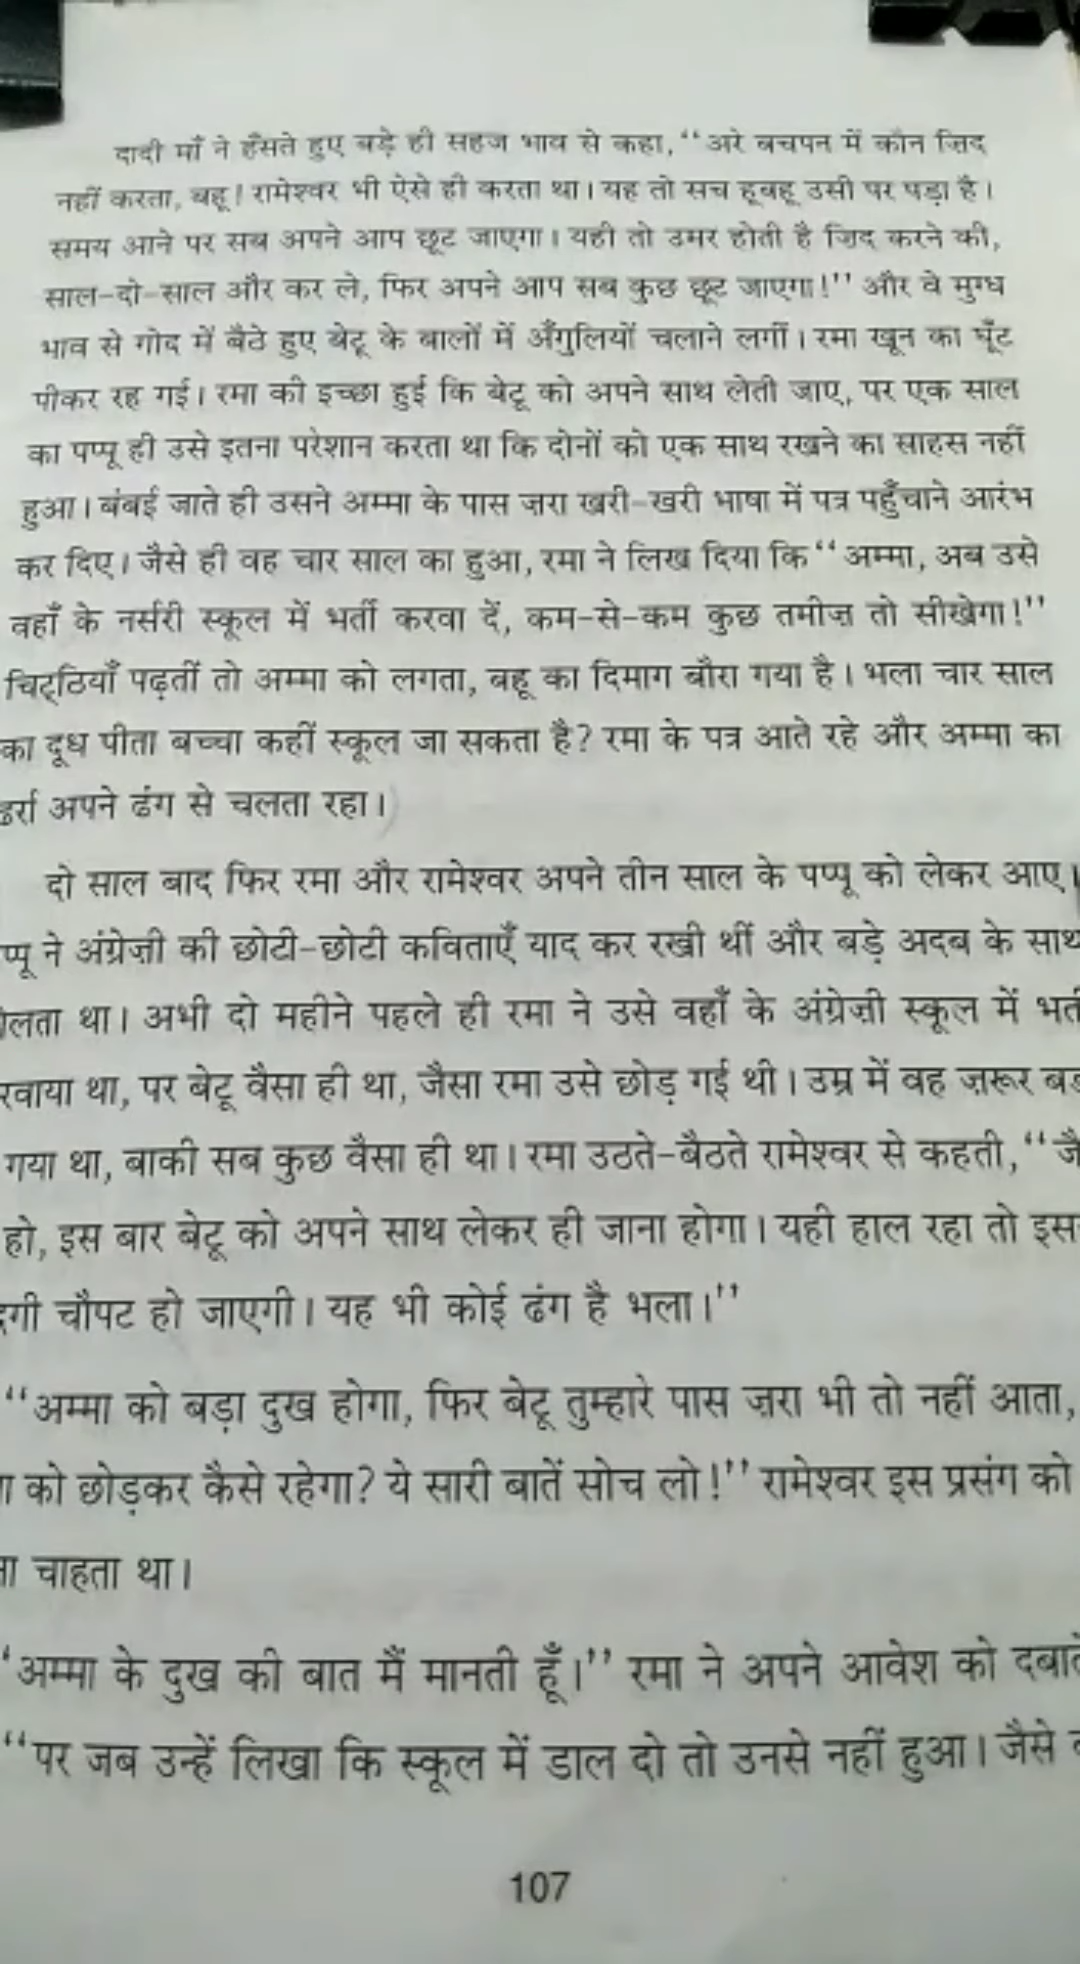 दादी माँ ने हँसते हुए बड़े ही सहज भाव से कहा, “अरे बचपन में कौन ज़िद
नहीं करता, बहू! रामेश्वर भी ऐसे ही करता था। यह तो सच हूबहू उसी पर पड़ा है।
समय आने पर सब अपने आप छूट जाएगा। यही तो उमर होती है ज़िद करने की,
साल-दो-साल और कर ले, फिर अपने आप सब कुछ छूट जाएगा!” और वे मुग्ध
भाव से गोद में बैठे हुए बेटू के बालों में अँगुलियों चलाने लगीं। रमा खून का घूँट
पीकर रह गई। रमा की इच्छा हुई कि बेटू को अपने साथ लेती जाए, पर एक साल
का पप्पू ही उसे इतना परेशान करता था कि दोनों को एक साथ रखने का साहस नहीं
हुआ। बंबई जाते ही उसने अम्मा के पास ज़रा खरी-खरी भाषा में पत्र पहुँचाने आरंभ
कर दिए। जैसे ही वह चार साल का हुआ, रमा ने लिख दिया कि “अम्मा, अब उसे
वहाँ के नर्सरी स्कूल में भर्ती करवा दें, कम-से-कम कुछ तमीज़ तो सीखेगा!”
चिट्ठियाँ पढ़तीं तो अम्मा को लगता, बहू का दिमाग बौरा गया है। भला चार साल
का दूध पीता बच्चा कहीं स्कूल जा सकता है? रमा के पत्र आते रहे और अम्मा का
ढर्रा अपने ढंग से चलता रहा।
दो साल बाद फिर रमा और रामेश्वर अपने तीन साल के पप्पू को लेकर आए।
प्पू ने अंग्रेज़ी की छोटी-छोटी कविताएँ याद कर रखी थीं और बड़े अदब के साथ
लता था। अभी दो महीने पहले ही रमा ने उसे वहाँ के अंग्रेज़ी स्कूल में भर्ती
रवाया था, पर बेटू वैसा ही था, जैसा रमा उसे छोड़ गई थी। उम्र में वह ज़रूर बड़
गया था, बाकी सब कुछ वैसा ही था। रमा उठते-बैठते रामेश्वर से कहती, “जै
हो, इस बार बेटू को अपने साथ लेकर ही जाना होगा। यही हाल रहा तो इस
दगी चौपट हो जाएगी। यह भी कोई ढंग है भला।”
“अम्मा को बड़ा दुख होगा, फिर बेटू तुम्हारे पास ज़रा भी तो नहीं आता,
को छोड़कर कैसे रहेगा? ये सारी बातें सोच लो!” रामेश्वर इस प्रसंग को
चाहता था।
‘अम्मा के दुख की बात मैं मानती हूँ।” रमा ने अपने आवेश को दबाते
“पर जब उन्हें लिखा कि स्कूल में डाल दो तो उनसे नहीं हुआ। जैसे
107